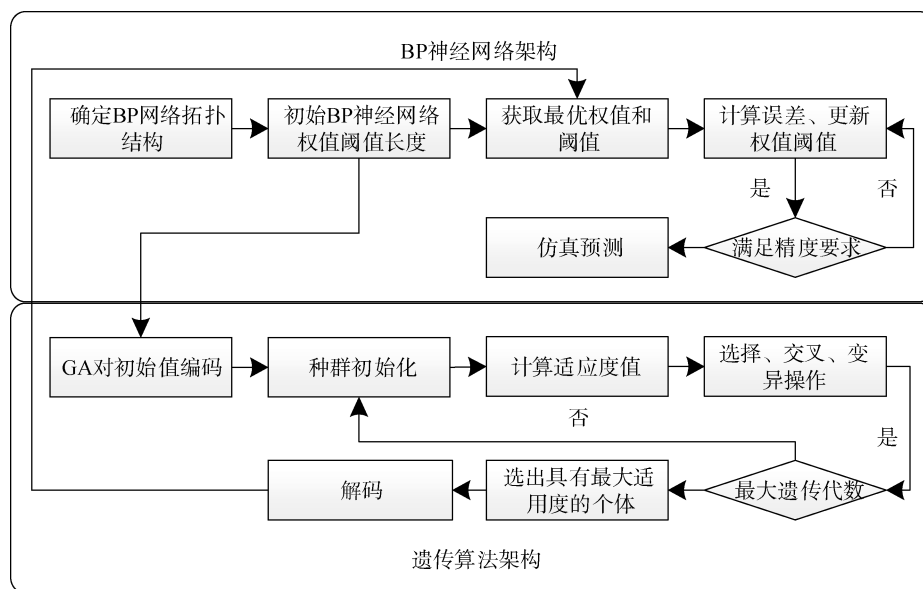 BP神经网络架构
确定BP网络拓扑
结构
初始BP神经网络
权值阈值长度
获取最优权值和
阈值
计算误差、更新
权值阈值
是
否
仿真预测
满足精度要求
GA对初始值编码
种群初始化
计算适应度值
选择、交叉、变
异操作
否
是
解码
选出具有最大适
用度的个体
最大遗传代数
遗传算法架构